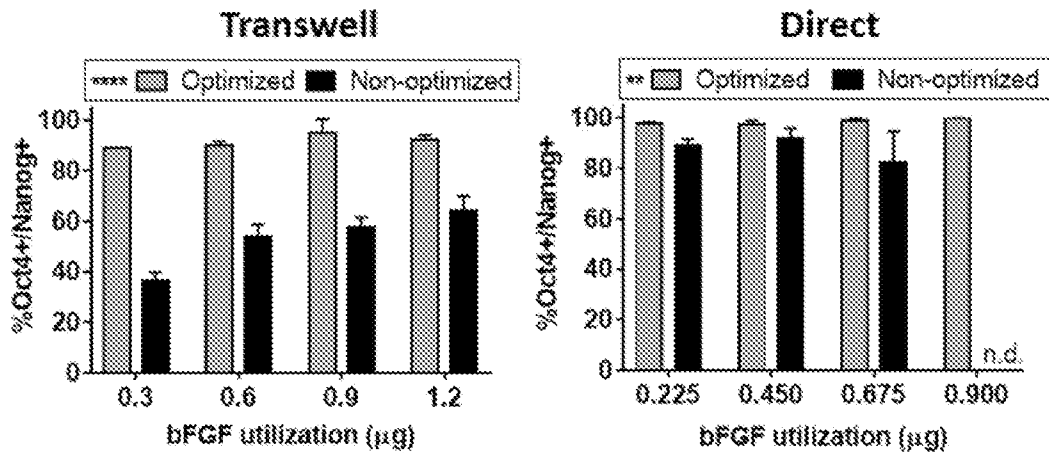 Transwell
**** Optimized Non-optimized
%Oct4+/Nanog+
100
80
60
40
20
0
0.3 0.6 0.9 1.2
bFGF utilization (µg)
Direct
** Optimized Non-optimized
%Oct4+/Nanog+
100
80
60
40
20
0
n.d.
0.225 0.450 0.675 0.900
bFGF utilization (µg)